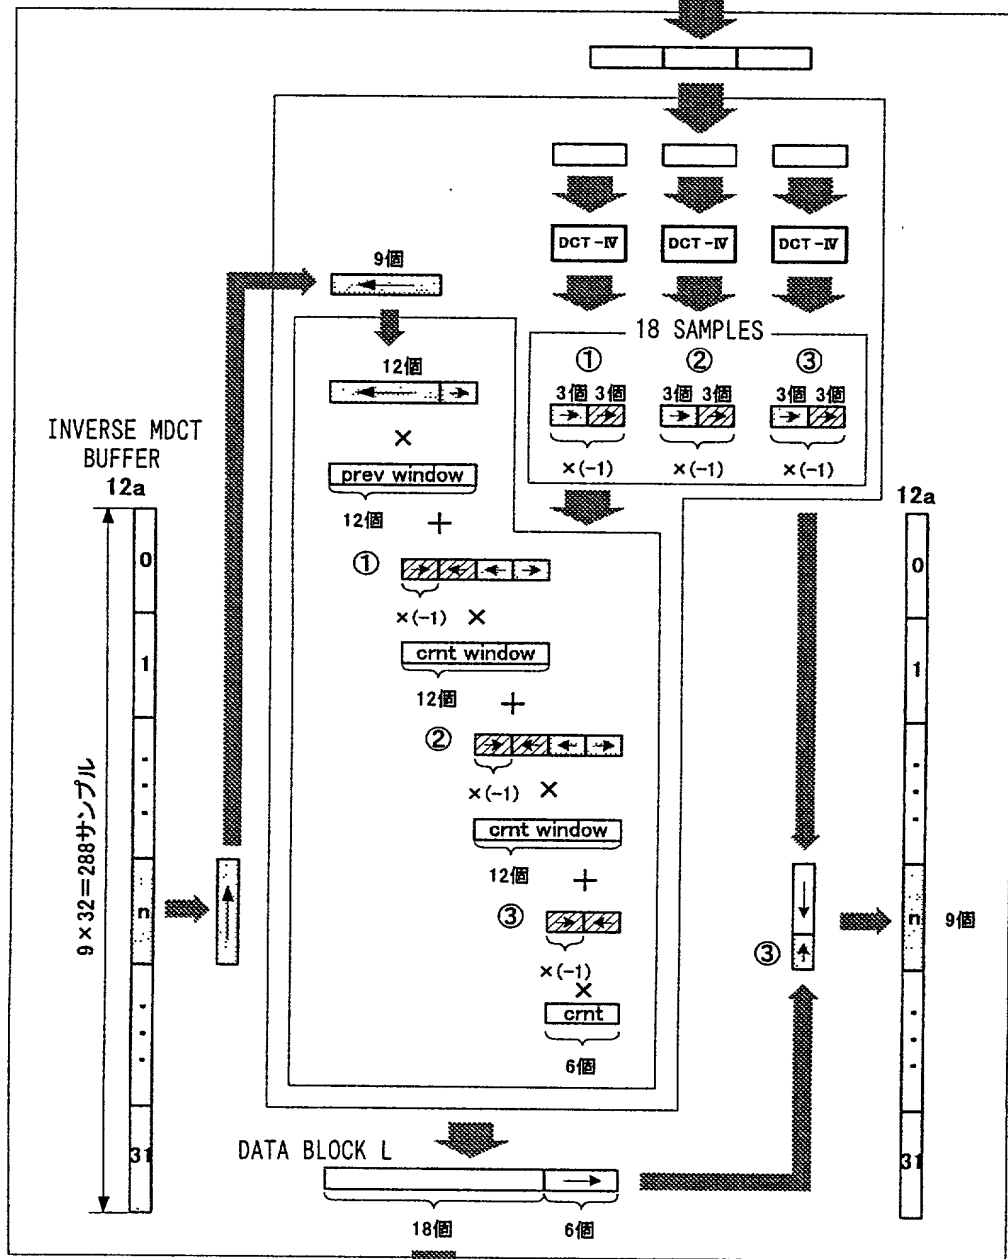 DCT-IV DCT-IV DCT-IV
9個
18 SAMPLES
① ② ③
12個
3個 3個 3個 3個 3個 3個
×(-1) ×(-1) ×(-1)
INVERSE MDCT
BUFFER
12a
×
prev window
12個 +
①
×(-1) ×
crnt window
12個 +
②
×(-1) ×
crnt window
12個 +
③
×(-1)
×
crnt
6個
9×32=288サンプル
0
1
n
31
12a
0
1
n
31
9個
③
DATA BLOCK L
18個 6個